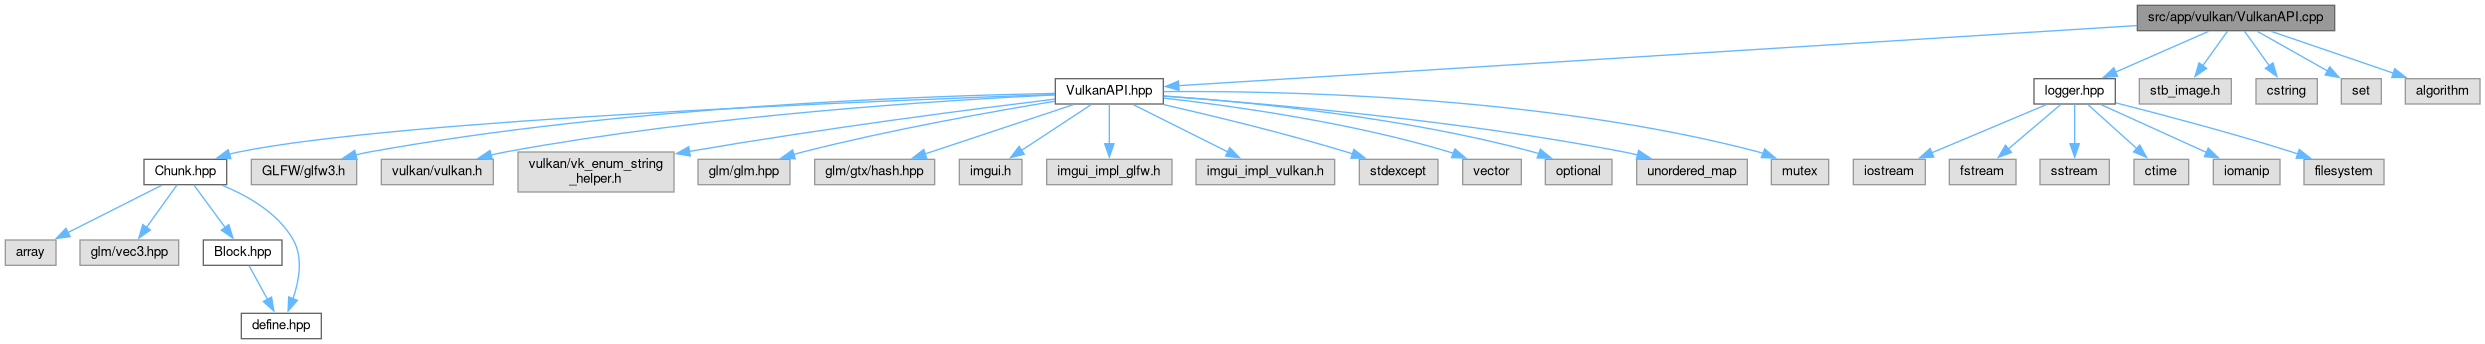 src/app/vulkan/VulkanAPI.cpp
VulkanAPI.hpp
logger.hpp
stb_image.h
cstring
set
algorithm
Chunk.hpp
GLFW/glfw3.h
vulkan/vulkan.h
vulkan/vk_enum_string
_helper.h
glm/glm.hpp
glm/gtx/hash.hpp
imgui.h
imgui_impl_glfw.h
imgui_impl_vulkan.h
stdexcept
vector
optional
unordered_map
mutex
iostream
fstream
sstream
ctime
iomanip
filesystem
array
glm/vec3.hpp
Block.hpp
define.hpp